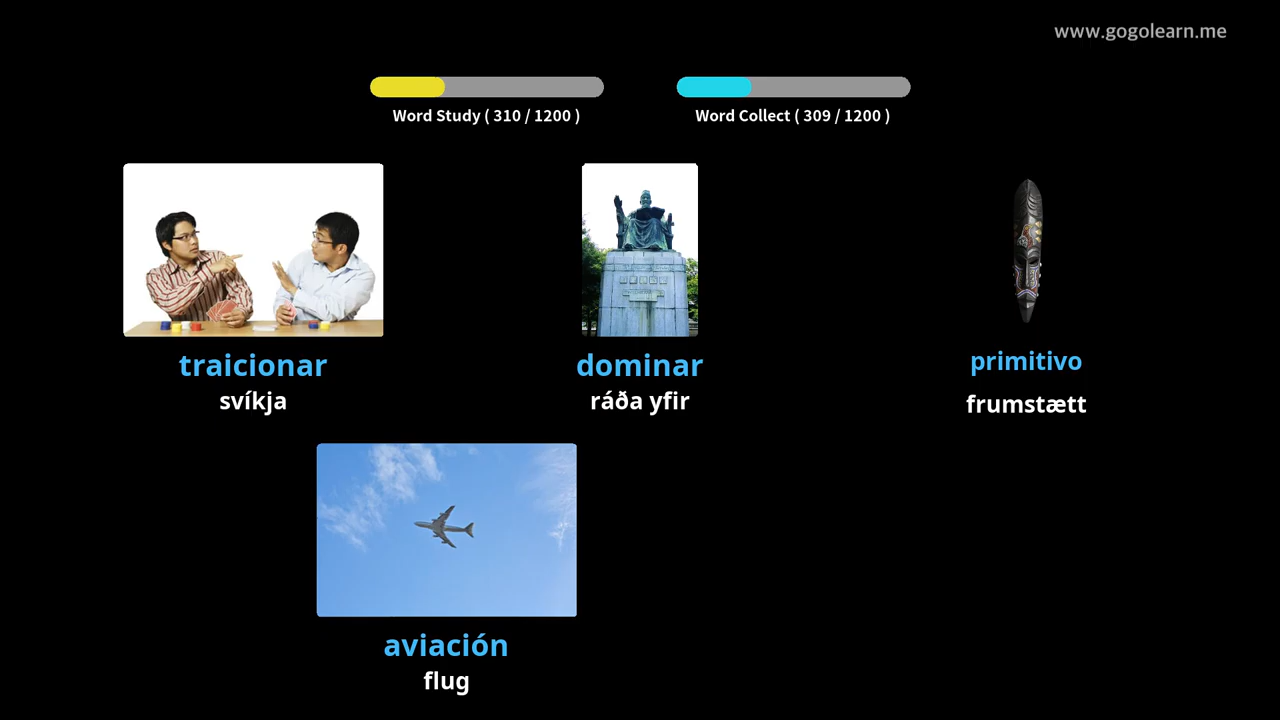 www.gogolearn.me
Word Study ( 310 / 1200 )
Word Collect ( 309 / 1200 )
traicionar
svíkja
dominar
ráða yfir
primitivo
frumstætt
aviación
flug